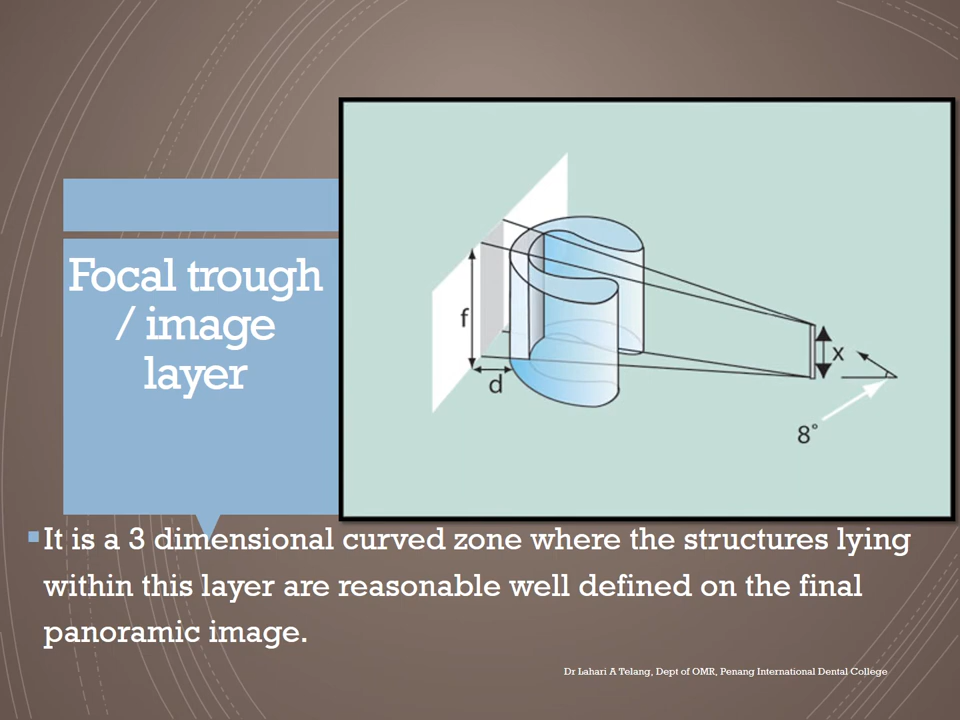 Focal trough
/ image
layer
f
d
x
8°
▪It is a 3 dimensional curved zone where the structures lying
within this layer are reasonable well defined on the final
panoramic image.
Dr Lahari A Telang, Dept of OMR, Penang International Dental College